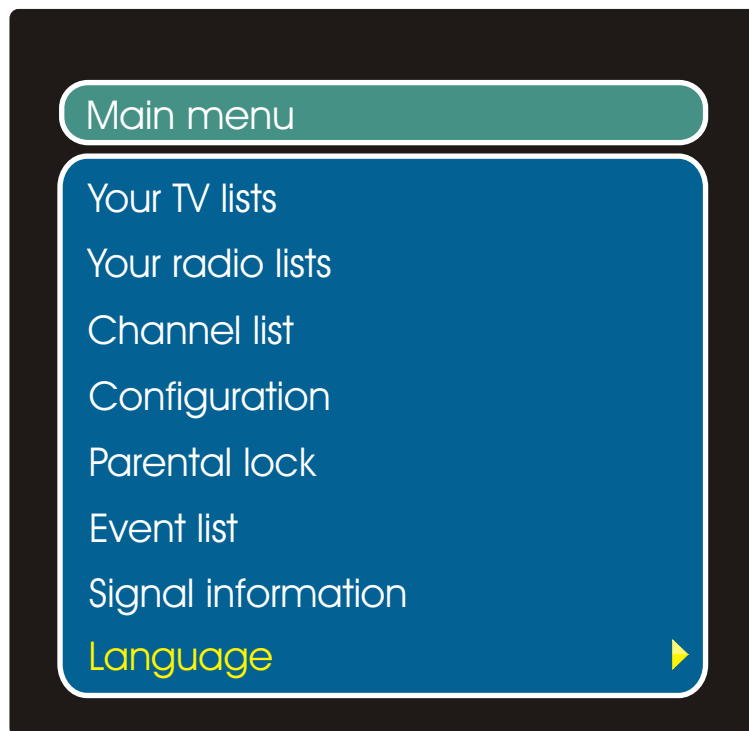 Main menu
Your TV lists
Your radio lists
Channel list
Configuration
Parental lock
Event list
Signal information
Language